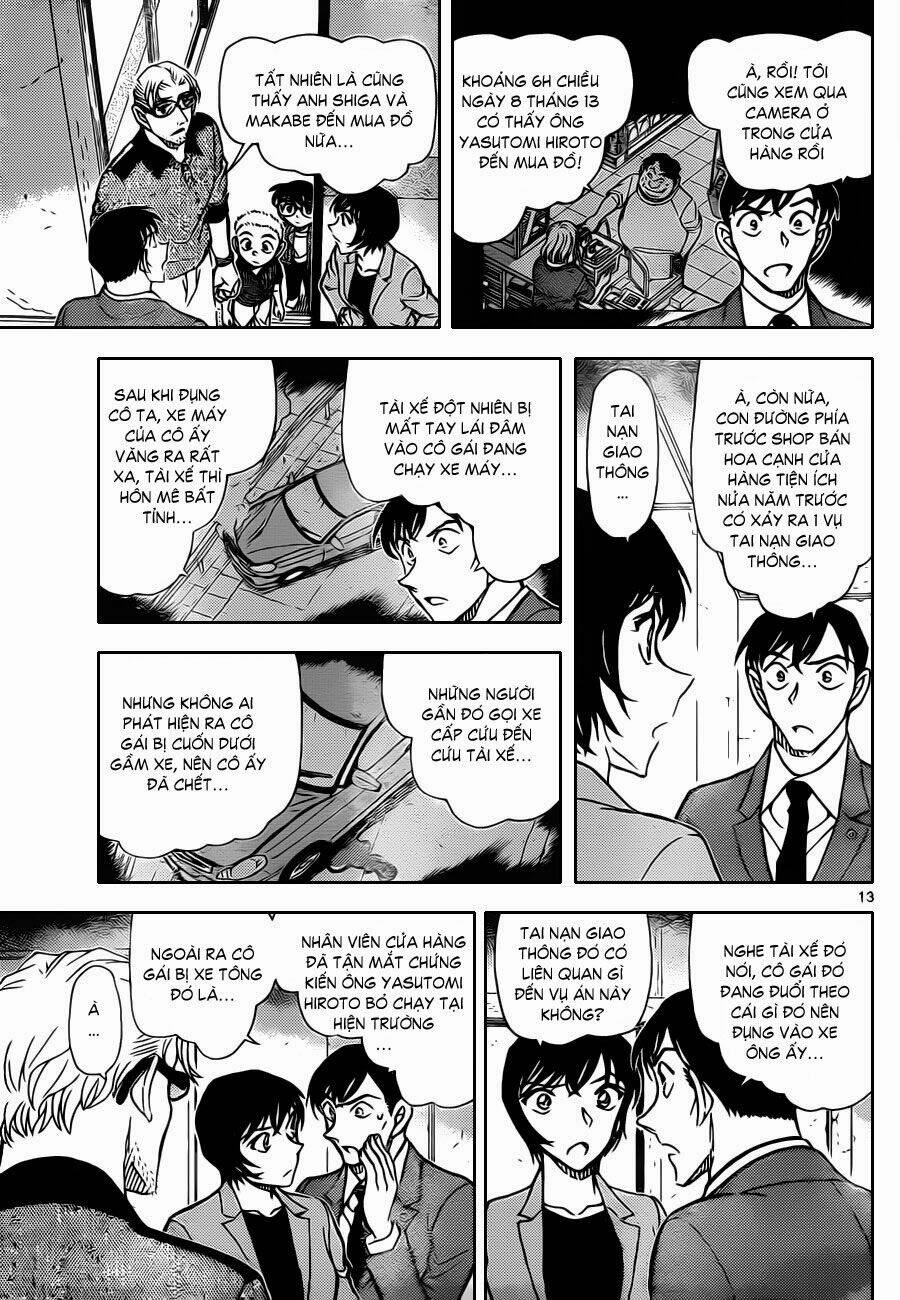 À, RỒI! TÔI
CŨNG XEM QUA
CAMERA Ở
TRONG CỬA
HÀNG RỒI
KHOẢNG 6H CHIỀU
NGÀY 8 THÁNG 13
CÓ THẤY ÔNG
YASUTOMI HIROTO
ĐẾN MUA ĐỒ!
TẤT NHIÊN LÀ CŨNG
THẤY ANH SHIGA VÀ
MAKABE ĐẾN MUA ĐỒ
NỮA...
À, CÒN NỮA,
CON ĐƯỜNG PHÍA
TRƯỚC SHOP BÁN
HOA CẠNH CỬA
HÀNG TIỆN ÍCH
NỬA NĂM TRƯỚC
CÓ XẢY RA 1 VỤ
TAI NẠN GIAO
THÔNG...
TAI
NẠN
GIAO
THÔNG
...
TÀI XẾ ĐỘT NHIÊN BỊ
MẤT TAY LÁI ĐÂM
VÀO CÔ GÁI ĐANG
CHẠY XE MÁY...
SAU KHI ĐỤNG
CÔ TA, XE MÁY
CỦA CÔ ẤY
VĂNG RA RẤT
XA, TÀI XẾ THÌ
HÔN MÊ BẤT
TỈNH...
NHỮNG NGƯỜI
GẦN ĐÓ GỌI XE
CẤP CỨU ĐẾN
CỨU TÀI XẾ...
NHƯNG KHÔNG AI
PHÁT HIỆN RA CÔ
GÁI BỊ CUỐN DƯỚI
GẦM XE, NÊN CÔ ẤY
ĐÃ CHẾT...
13
NGHE TÀI XẾ ĐÓ
NÓI, CÔ GÁI ĐÓ
ĐANG ĐUỔI THEO
CÁI GÌ ĐÓ NÊN
ĐỤNG VÀO XE
ÔNG ẤY...
TAI NẠN GIAO
THÔNG ĐÓ CÓ
LIÊN QUAN GÌ
ĐẾN VỤ ÁN NÀY
KHÔNG?
NHÂN VIÊN CỬA HÀNG
ĐÃ TẬN MẮT CHỨNG
KIẾN ÔNG YASUTOMI
HIROTO BỎ CHẠY TẠI
HIỆN TRƯỜNG
...
NGOÀI RA CÔ
GÁI BỊ XE TÔNG
ĐÓ LÀ...
À
...